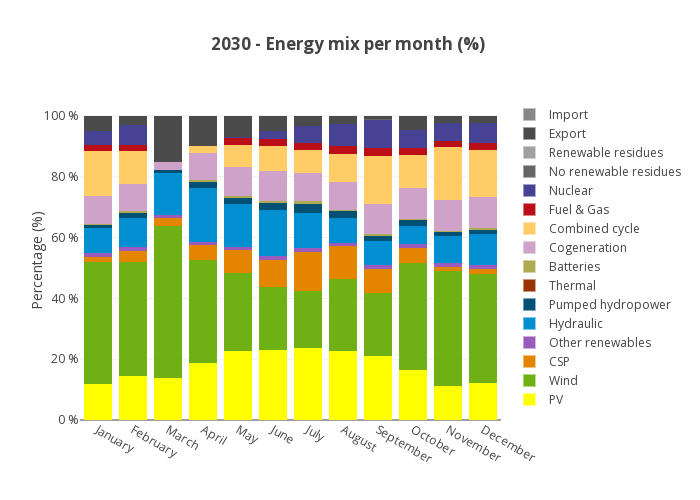 2030 - Energy mix per month (%)
Percentage (%)
100 %
80 %
60 %
40 %
20 %
0 %
January
February
March
April
May
June
July
August
September
October
November
December
Import
Export
Renewable residues
No renewable residues
Nuclear
Fuel & Gas
Combined cycle
Cogeneration
Batteries
Thermal
Pumped hydropower
Hydraulic
Other renewables
CSP
Wind
PV